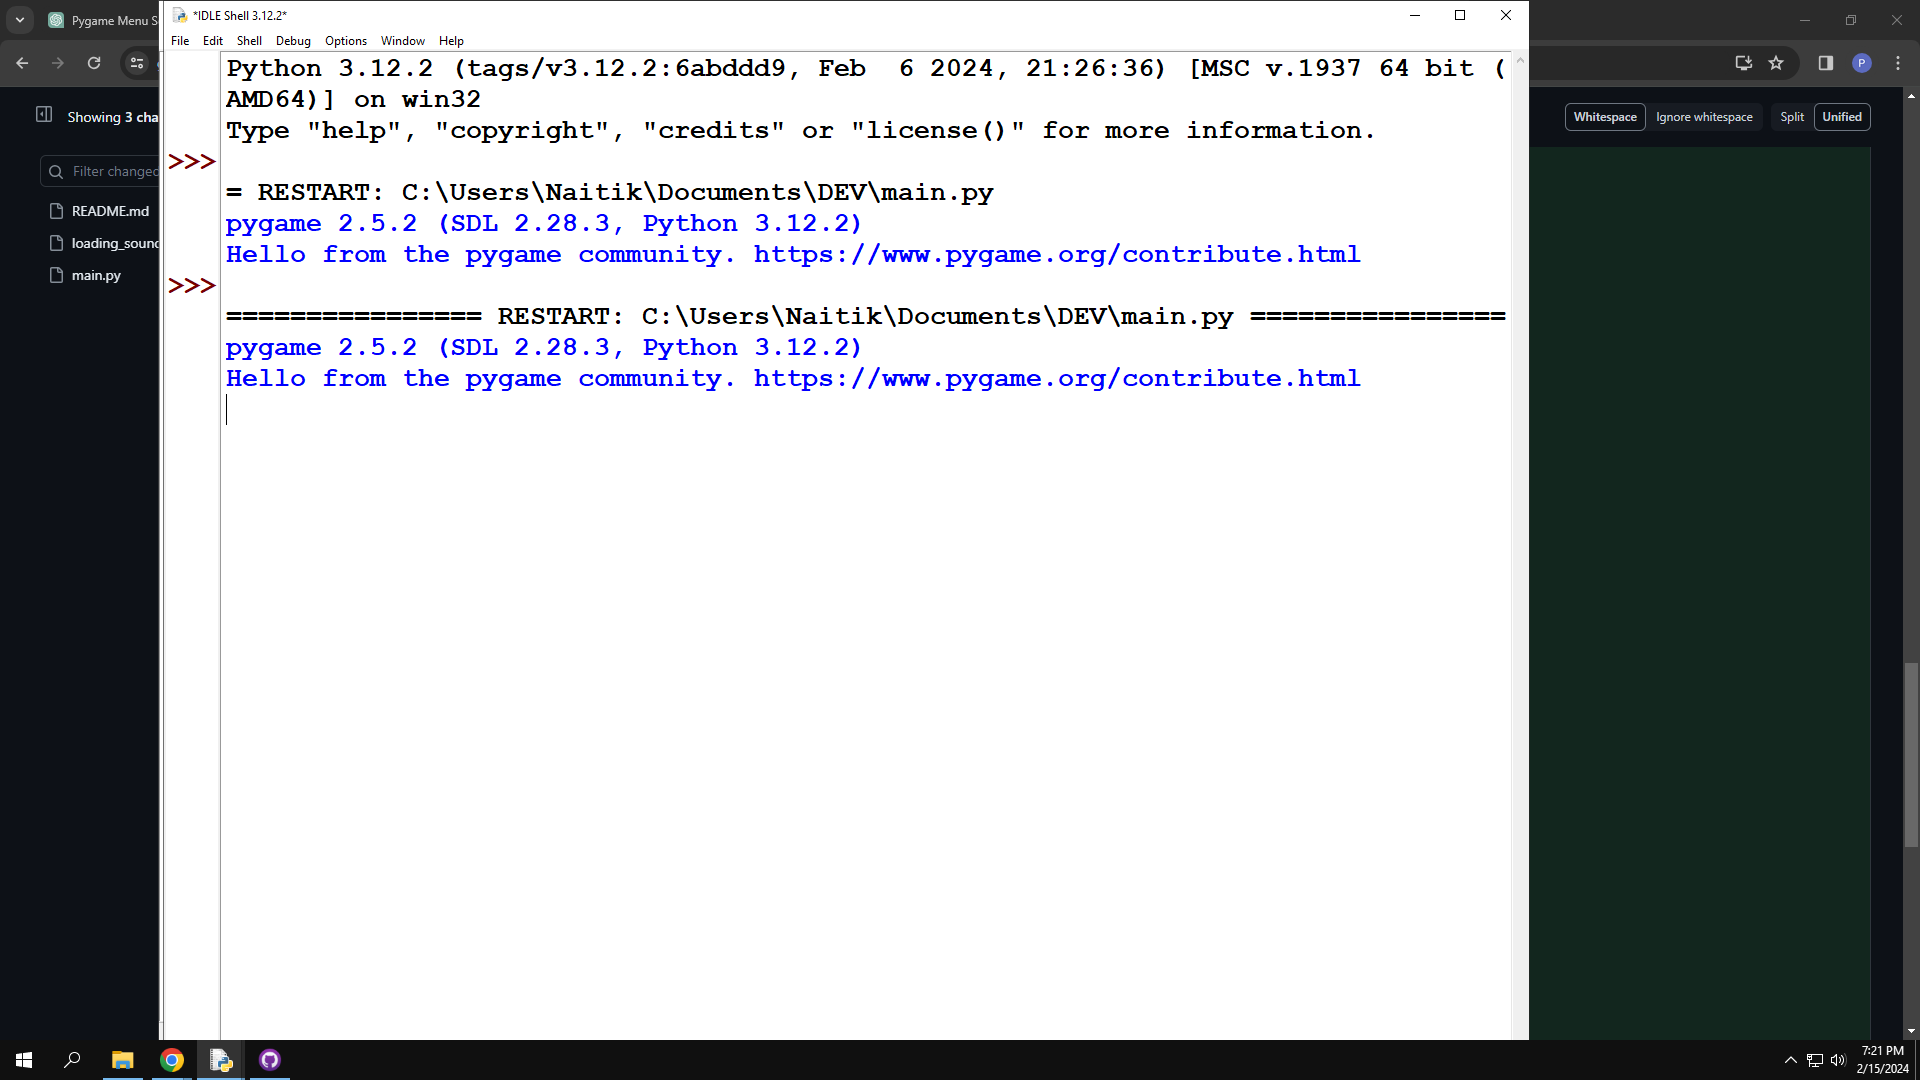 Pygame Menu S
*IDLE Shell 3.12.2*
File Edit Shell Debug Options Window Help
Python 3.12.2 (tags/v3.12.2:6abddd9, Feb  6 2024, 21:26:36) [MSC v.1937 64 bit (
AMD64)] on win32
Type "help", "copyright", "credits" or "license()" for more information.
>>>
= RESTART: C:\Users\Naitik\Documents\DEV\main.py
pygame 2.5.2 (SDL 2.28.3, Python 3.12.2)
Hello from the pygame community. https://www.pygame.org/contribute.html
>>>
================ RESTART: C:\Users\Naitik\Documents\DEV\main.py ================
pygame 2.5.2 (SDL 2.28.3, Python 3.12.2)
Hello from the pygame community. https://www.pygame.org/contribute.html
Showing 3 cha
Filter changed
README.md
loading_sound
main.py
P
Whitespace Ignore whitespace Split Unified
7:21 PM
2/15/2024